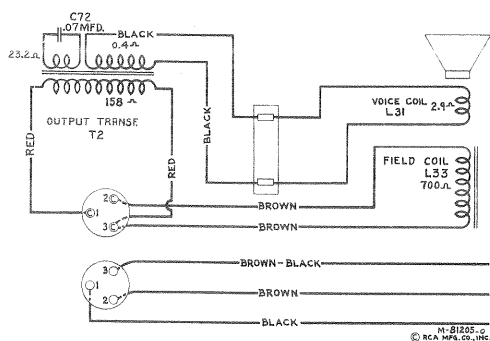 C72
.07MFD.
BLACK
0.4Ω
23.2Ω
158 Ω
OUTPUT TRANSF.
T2
RED
RED
BLACK
VOICE COIL
L31
2.9Ω
FIELD COIL
L33
700Ω
2
1
3
BROWN
BROWN
3
1
2
BROWN-BLACK
BROWN
BLACK
M-81205-0
© RCA MFG. CO., INC.